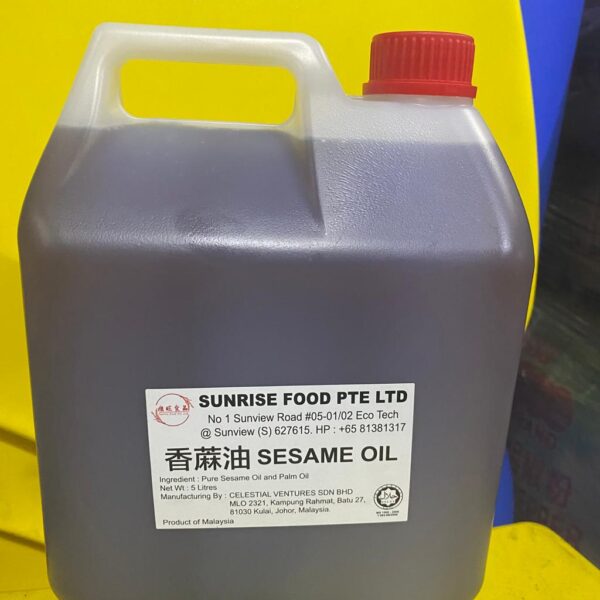 SUNRISE FOOD PTE LTD
No 1 Sunview Road #05-01/02 Eco Tech
@ Sunview (S) 627615. HP : +65 81381317
香蔴油 SESAME OIL
Ingredient : Pure Sesame Oil and Palm Oil
Net Wt : 5 Litres
Manufacturing By : CELESTIAL VENTURES SDN BHD
MLO 2321, Kampung Rahmat, Batu 27,
81030 Kulai, Johor, Malaysia.
Product of Malaysia